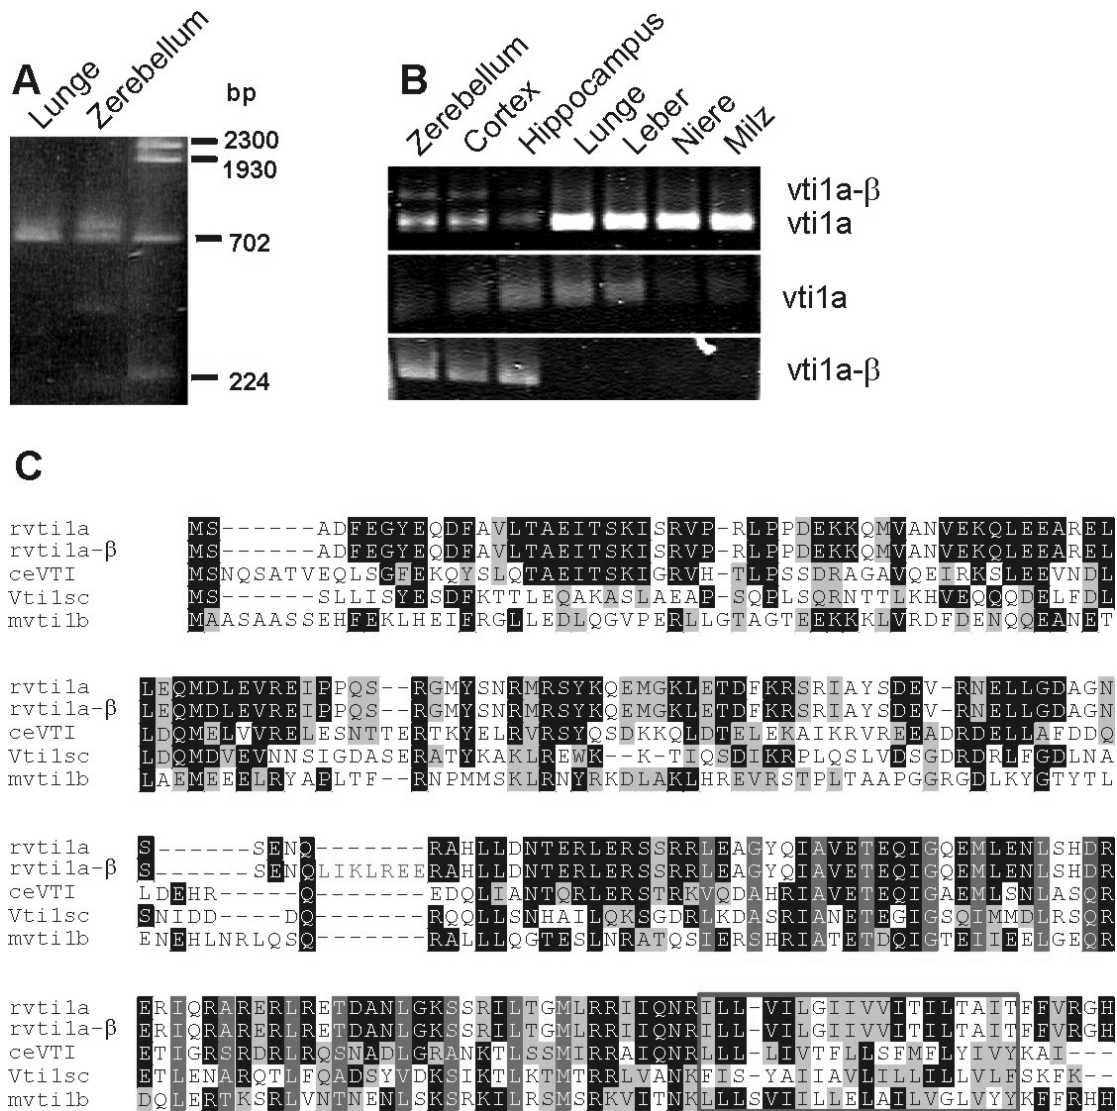 A
Lunge
Zerebellum
bp
2300
1930
702
224
B
Zerebellum
Cortex
Hippocampus
Lunge
Leber
Niere
Milz
vti1a-β
vti1a
vti1a
vti1a-β
C
rvti1a MS------ADFEGYEQDFAVLTAEITSKISRVP-RLPPDEKKQMVANVEKQLEEAREL
rvti1a-β MS------ADFEGYEQDFAVLTAEITSKISRVP-RLPPDEKKQMVANVEKQLEEAREL
ceVTI MSNQSATVEQLSGFEKQYSLQTAEITSKIGRVH-TLPSSDRAGAVQEIRKSLEEVNDL
Vti1sc MS------SLLISYESDFKTTLEQAKASLAEAP-SQPLSQRNTTLKHVEQQQDELFDL
mvti1b MAASAASSEHFEKLHEIFRGLLEDLQGVPERLLGTAGTEEKKKLVRDFDENQQEANET
rvti1a LEQMDLEVREIPPQS--RGMYSNRMRSYKQEMGKLETDFKRSRIAYSDEV-RNELLGDAGN
rvti1a-β LEQMDLEVREIPPQS--RGMYSNRMRSYKQEMGKLETDFKRSRIAYSDEV-RNELLGDAGN
ceVTI LDQMELVVRELESNTTERTKYELRVRSYQSDKKQLDTELEKAIKRVREEADRDELLAFDDQ
Vti1sc LDQMDVEVNNSIGDASERATYKAKLREWK--K-TIQSDIKRPLQSLVDSGDRDRLFGDLNA
mvti1b LAEMEEELRYAPLTF--RNPMMSKLRNYRKDLAKLHREVRSTPLTAAPGGRGDLKYGTYTL
rvti1a S------SENQ-------RAHLLDNTERLERSSRRLEAGYQIAVETEQIGQEMLENLSHDR
rvti1a-β S------SENQLIKLREERAHLLDNTERLERSSRRLEAGYQIAVETEQIGQEMLENLSHDR
ceVTI LDEHR-----Q-------EDQLIANTQRLERSTRKVQDAHRIAVETEQIGAEMLSNLASQR
Vti1sc SNIDD----DQ-------RQQLLSNHAILQKSGDRLKDASRIANETEGIGSQIMMDLRSQR
mvti1b ENEHLNRLQSQ-------RALLLQGTESLNRATQSIERSHRIATETDQIGTEIIEELGEQR
rvti1a ERIQRARERLRETDANLGKSSRILTGMLRRIIQNRILL-VILGIIVVITILTAITFFVRGH
rvti1a-β ERIQRARERLRETDANLGKSSRILTGMLRRIIQNRILL-VILGIIVVITILTAITFFVRGH
ceVTI ETIGRSRDRLRQSNADLGRANKTLSSMIRRAIQNRLLL-LIVTFLLSFMFLYIVYKAI---
Vti1sc ETLENARQTLFQADSYVDKSIKTLKTMTRRLVANKFIS-YAIIAVLILLILLVLFSKFK--
mvti1b DQLERTKSRLVNTNENLSKSRKILRSMSRKVITNKLLLSVIILLELAILVGLVYYKFFRHH